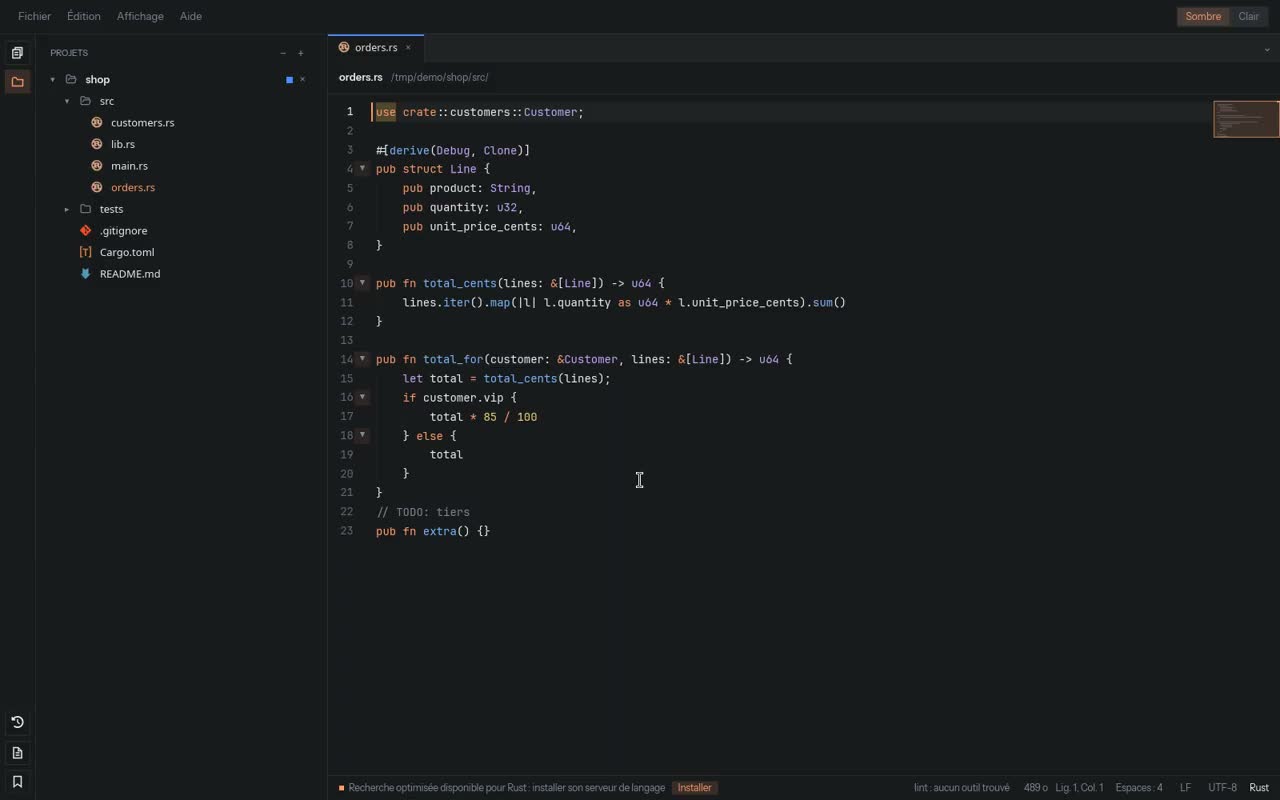 Fichier Édition Affichage Aide Sombre Clair
PROJETS − +
shop ×
src
customers.rs
lib.rs
main.rs
orders.rs
tests
.gitignore
Cargo.toml
README.md
orders.rs ×
orders.rs /tmp/demo/shop/src/
1 use crate::customers::Customer;
2
3 #[derive(Debug, Clone)]
4 pub struct Line {
5     pub product: String,
6     pub quantity: u32,
7     pub unit_price_cents: u64,
8 }
9
10 pub fn total_cents(lines: &[Line]) -> u64 {
11     lines.iter().map(|l| l.quantity as u64 * l.unit_price_cents).sum()
12 }
13
14 pub fn total_for(customer: &Customer, lines: &[Line]) -> u64 {
15     let total = total_cents(lines);
16     if customer.vip {
17         total * 85 / 100
18     } else {
19         total
20     }
21 }
22 // TODO: tiers
23 pub fn extra() {}
Recherche optimisée disponible pour Rust : installer son serveur de langage Installer lint : aucun outil trouvé 489 o Lig. 1, Col. 1 Espaces : 4 LF UTF-8 Rust